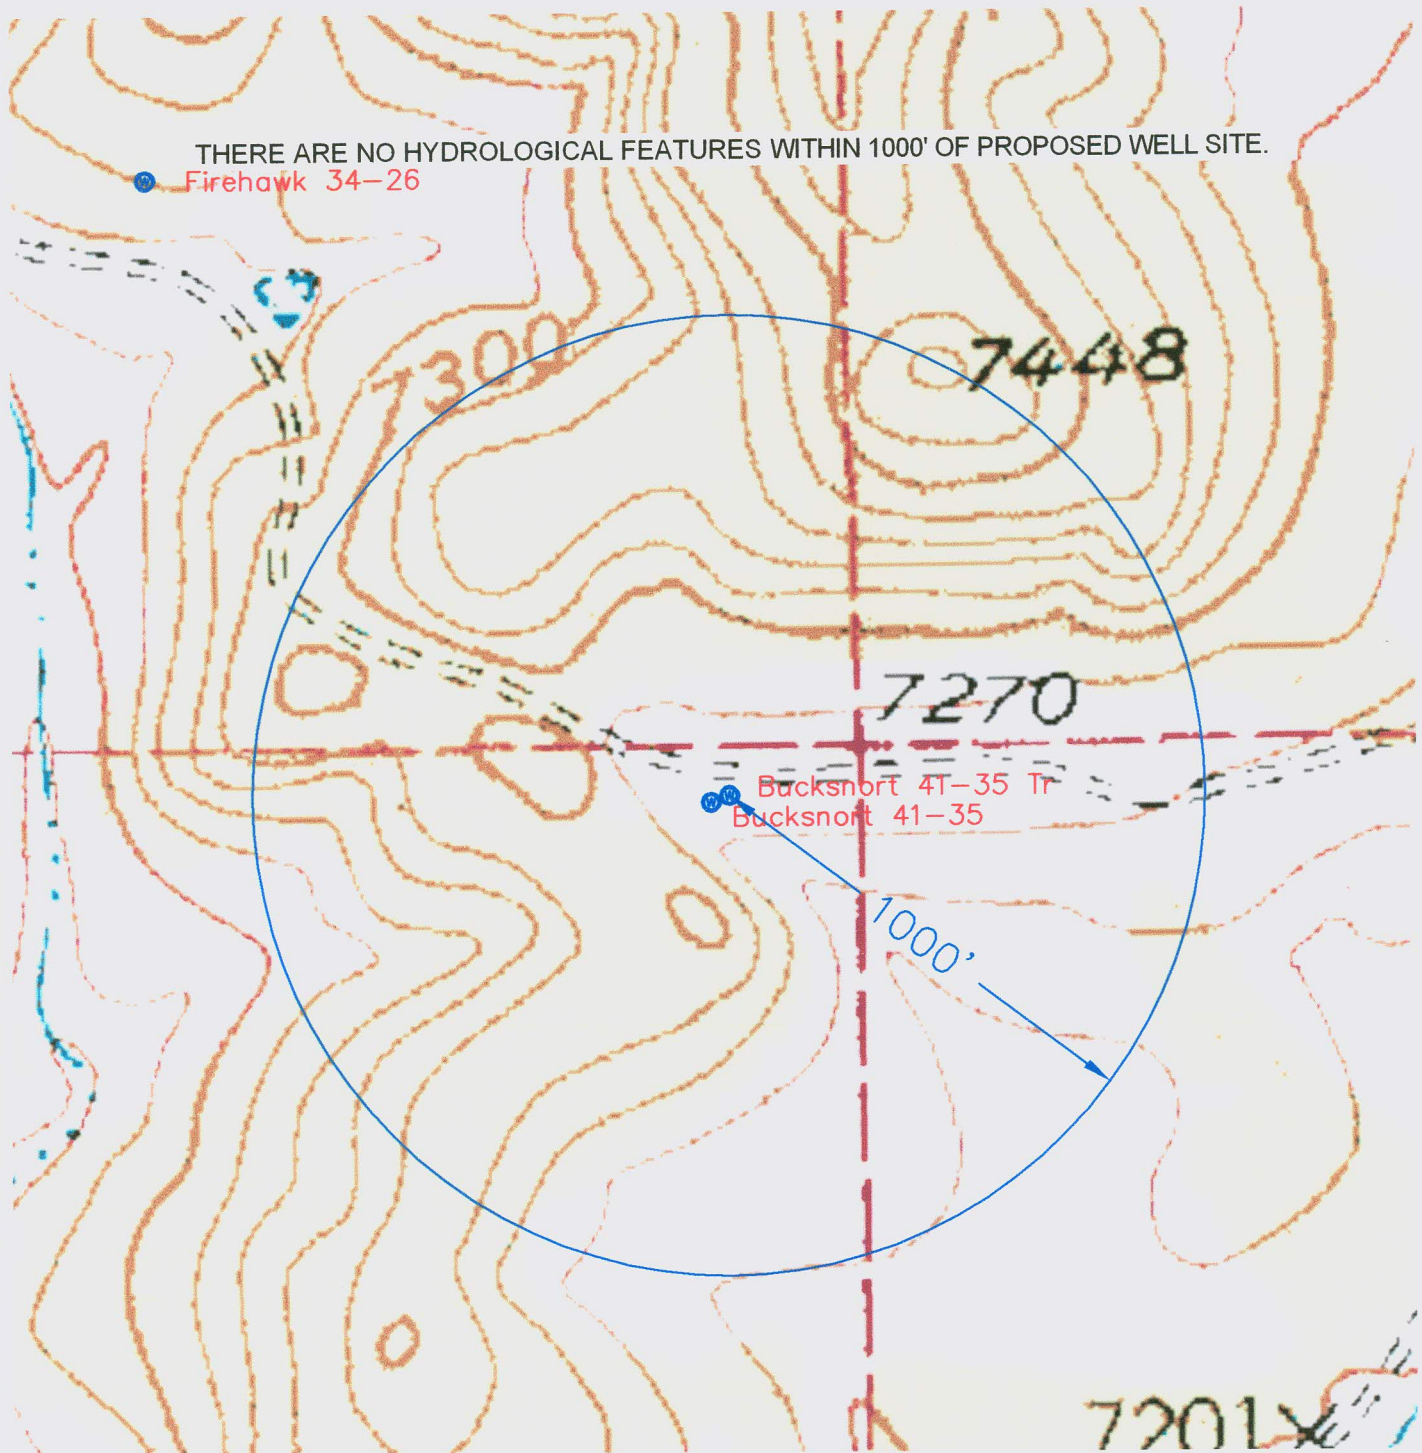 THERE ARE NO HYDROLOGICAL FEATURES WITHIN 1000' OF PROPOSED WELL SITE.
W Firehawk 34-26
7300
7448
7270
W W Bucksnort 41-35 Tr
Bucksnort 41-35
1000'
7201